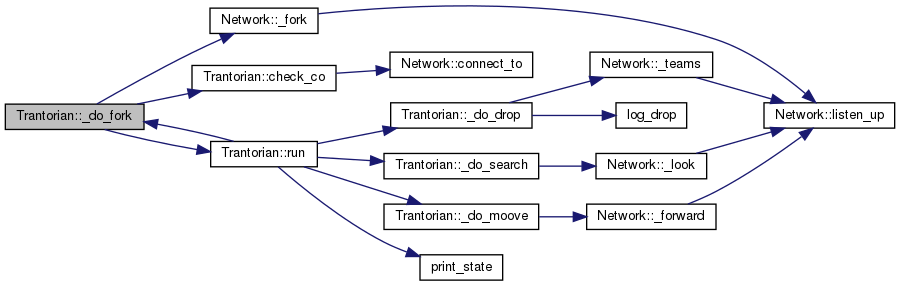 Network::_fork
Network::_teams
Trantorian::check_co
Network::connect_to
Trantorian::_do_fork
Trantorian::_do_drop
log_drop
Network::listen_up
Trantorian::run
Trantorian::_do_search
Network::_look
Trantorian::_do_moove
Network::_forward
print_state